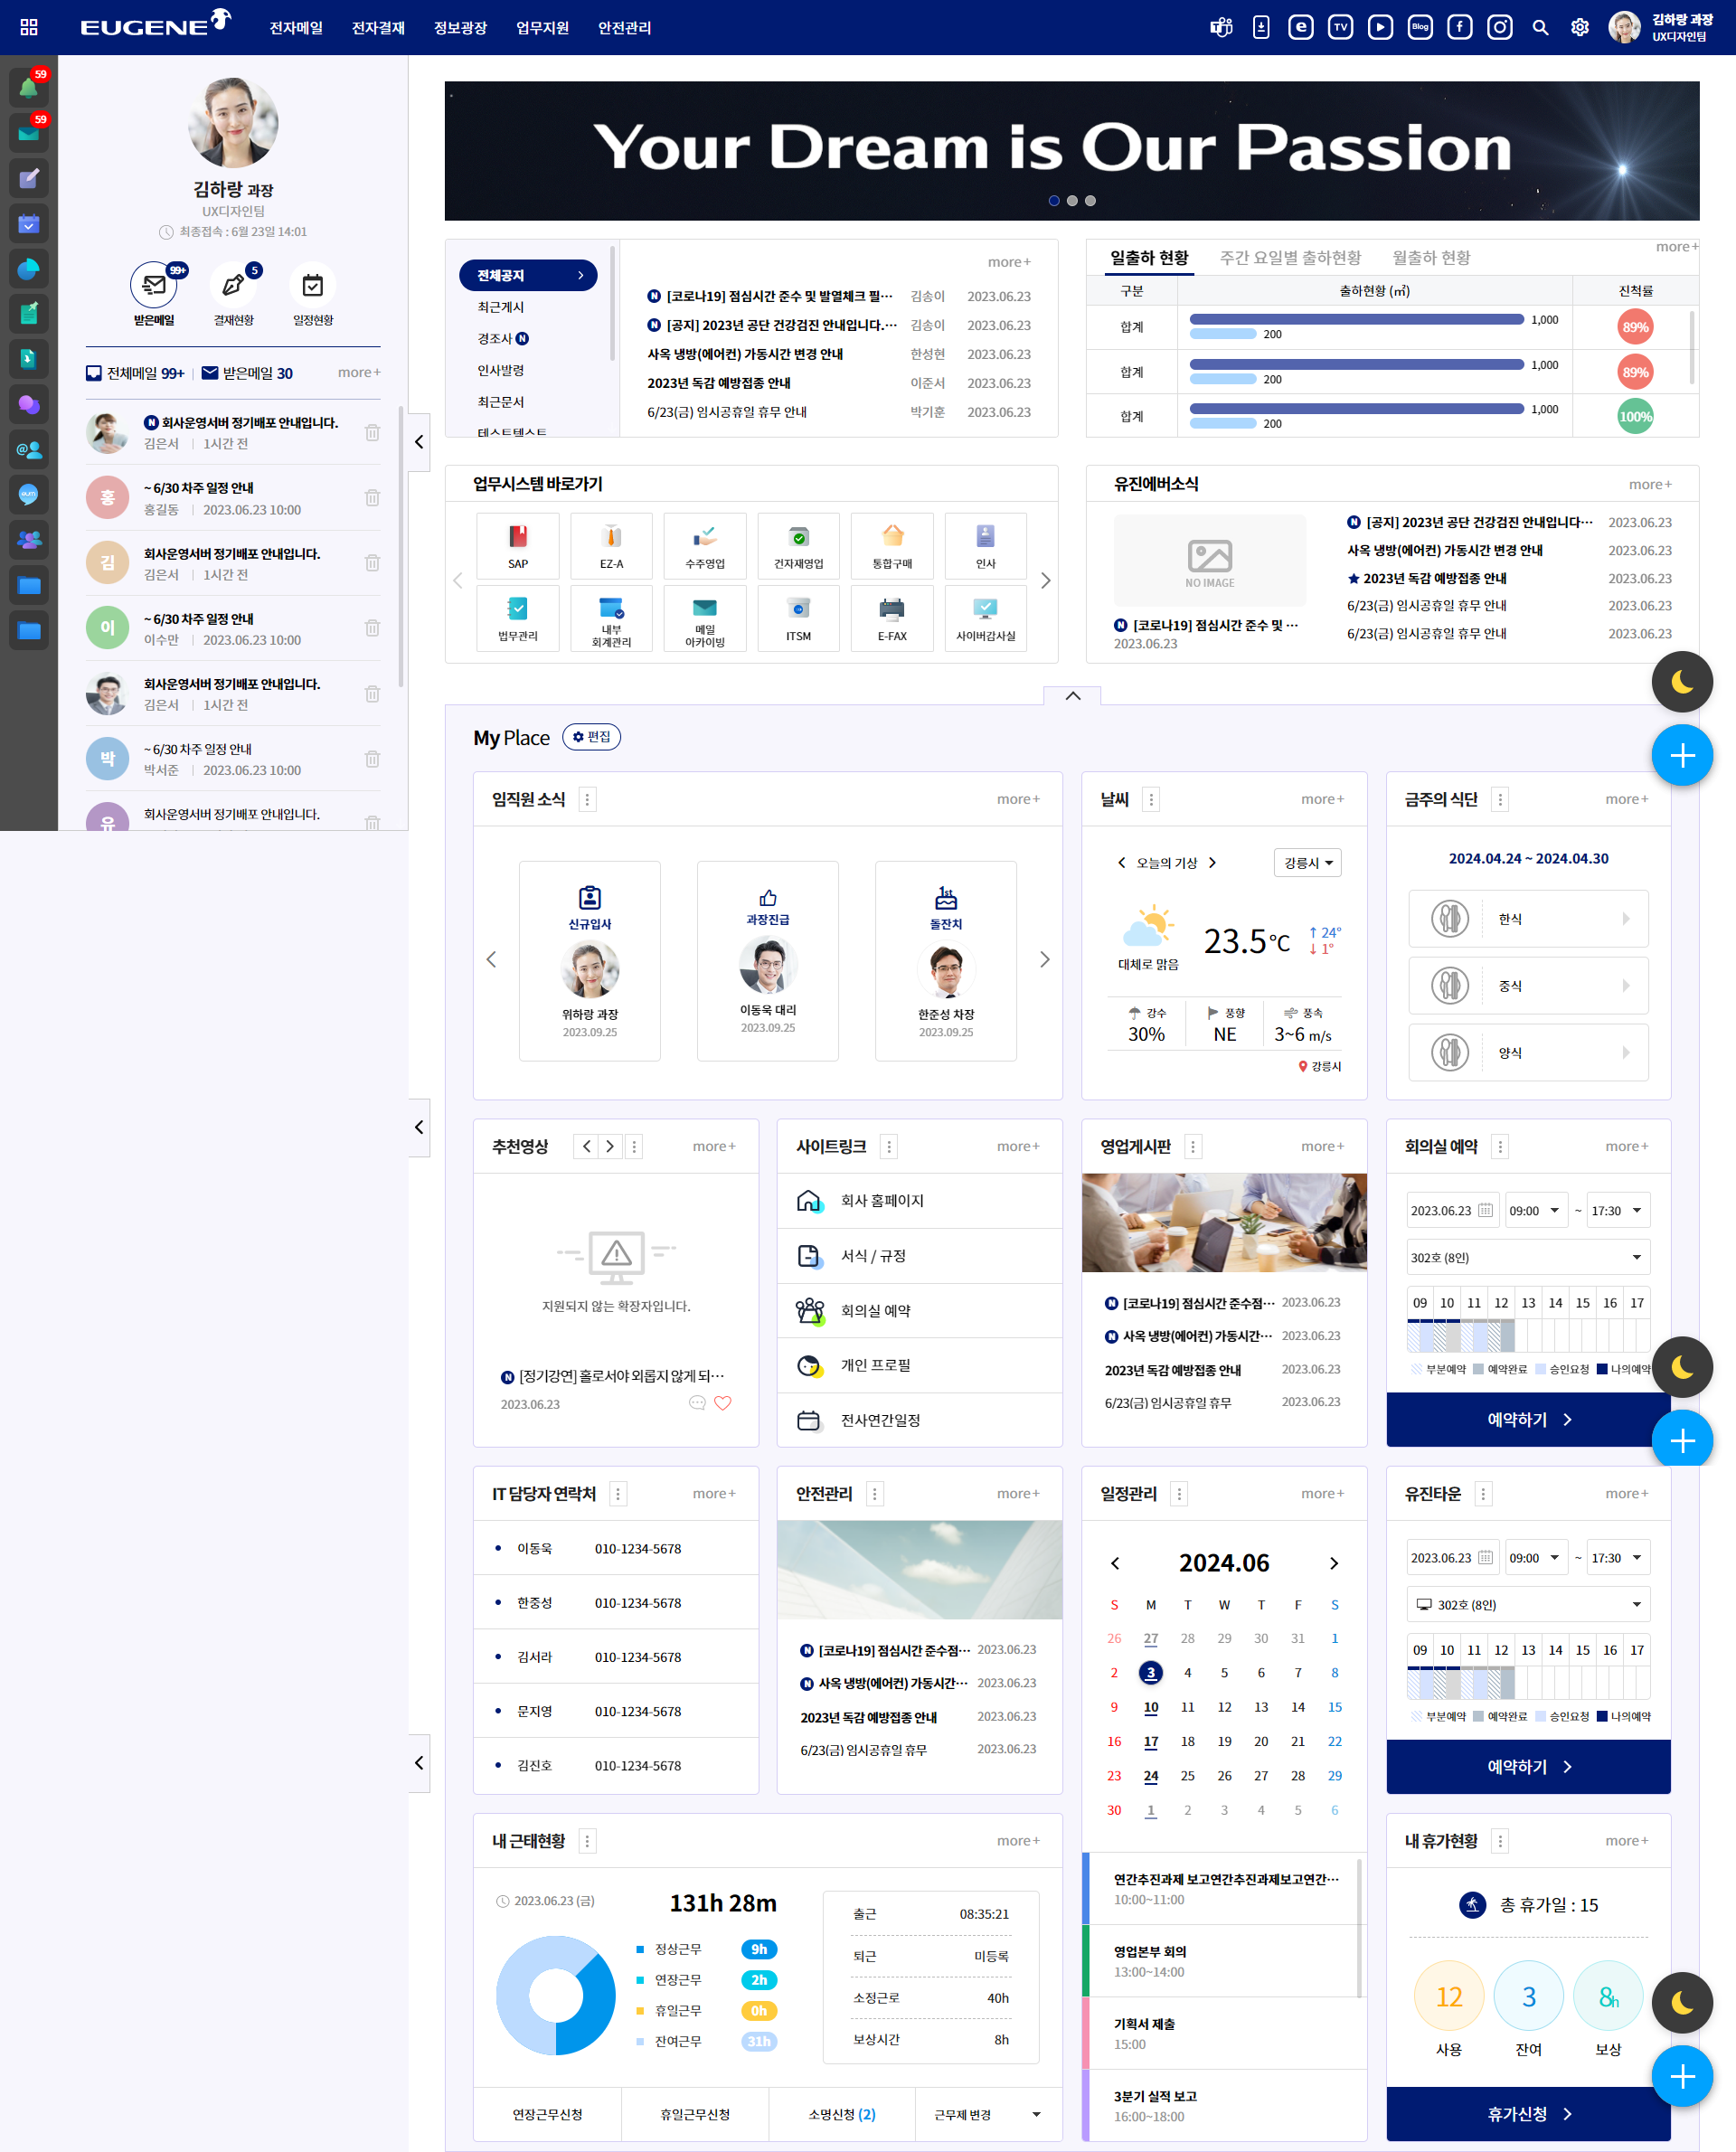 EUGENE
전자메일 전자결재 정보광장 업무지원 안전관리
TV
Blog
김하랑 과장
UX디자인팀
59
59
김하랑 과장
UX디자인팀
최종접속 : 6월 23일 14:01
99+
5
받은메일 결재현황 일정현황
전체메일 99+ 받은메일 30 more+
N 회사운영서버 정기배포 안내입니다.
김은서 1시간 전
홍
~ 6/30 차주 일정 안내
홍길동 2023.06.23 10:00
김
회사운영서버 정기배포 안내입니다.
김은서 1시간 전
이
~ 6/30 차주 일정 안내
이수만 2023.06.23 10:00
회사운영서버 정기배포 안내입니다.
김은서 1시간 전
박
~ 6/30 차주 일정 안내
박서준 2023.06.23 10:00
유
회사운영서버 정기배포 안내입니다.
Your Dream is Our Passion
전체공지
최근게시
경조사 N
인사발령
최근문서
테스트텍스트
more+
N [코로나19] 점심시간 준수 및 발열체크 필··· 김송이 2023.06.23
N [공지] 2023년 공단 건강검진 안내입니다.··· 김송이 2023.06.23
사옥 냉방(에어컨) 가동시간 변경 안내 한성현 2023.06.23
2023년 독감 예방접종 안내 이준서 2023.06.23
6/23(금) 임시공휴일 휴무 안내 박기훈 2023.06.23
일출하 현황 주간 요일별 출하현황 월출하 현황 more+
구분 출하현황 (㎥) 진척률
합계 1,000 200 89%
합계 1,000 200 89%
합계 1,000 200 100%
업무시스템 바로가기
SAP EZ-A 수주영업 건자재영업 통합구매 인사
법무관리 내부 회계관리 메일 아카이빙 ITSM E-FAX 사이버감사실
유진에버소식 more+
NO IMAGE
N [코로나19] 점심시간 준수 및 ···
2023.06.23
N [공지] 2023년 공단 건강검진 안내입니다··· 2023.06.23
사옥 냉방(에어컨) 가동시간 변경 안내 2023.06.23
2023년 독감 예방접종 안내 2023.06.23
6/23(금) 임시공휴일 휴무 안내 2023.06.23
6/23(금) 임시공휴일 휴무 안내 2023.06.23
My Place 편집
임직원 소식 more+
신규입사
위하랑 과장
2023.09.25
과장진급
이동욱 대리
2023.09.25
1st
돌잔치
한준성 차장
2023.09.25
날씨 more+
오늘의 기상 강릉시
대체로 맑음
23.5℃
↑ 24°
↓ 1°
강수 풍향 풍속
30% NE 3~6 m/s
강릉시
금주의 식단 more+
2024.04.24 ~ 2024.04.30
한식
중식
양식
추천영상 more+
지원되지 않는 확장자입니다.
N [정기강연] 홀로서야 외롭지 않게 되···
2023.06.23
사이트링크 more+
회사 홈페이지
서식 / 규정
회의실 예약
개인 프로필
전사연간일정
영업게시판 more+
N [코로나19] 점심시간 준수점··· 2023.06.23
N 사옥 냉방(에어컨) 가동시간··· 2023.06.23
2023년 독감 예방접종 안내 2023.06.23
6/23(금) 임시공휴일 휴무 2023.06.23
회의실 예약 more+
2023.06.23 09:00 ~ 17:30
302호 (8인)
09 10 11 12 13 14 15 16 17
부분예약 예약완료 승인요청 나의예약
예약하기
IT 담당자 연락처 more+
이동욱 010-1234-5678
한중성 010-1234-5678
김서라 010-1234-5678
문지영 010-1234-5678
김진호 010-1234-5678
안전관리 more+
N [코로나19] 점심시간 준수점··· 2023.06.23
N 사옥 냉방(에어컨) 가동시간··· 2023.06.23
2023년 독감 예방접종 안내 2023.06.23
6/23(금) 임시공휴일 휴무 2023.06.23
일정관리 more+
2024.06
S M T W T F S
26 27 28 29 30 31 1
2 3 4 5 6 7 8
9 10 11 12 13 14 15
16 17 18 19 20 21 22
23 24 25 26 27 28 29
30 1 2 3 4 5 6
연간추진과제 보고연간추진과제보고연간···
10:00~11:00
영업본부 회의
13:00~14:00
기획서 제출
15:00
3분기 실적 보고
16:00~18:00
유진타운 more+
2023.06.23 09:00 ~ 17:30
302호 (8인)
09 10 11 12 13 14 15 16 17
부분예약 예약완료 승인요청 나의예약
예약하기
내 근태현황 more+
2023.06.23 (금) 131h 28m
정상근무 9h
연장근무 2h
휴일근무 0h
잔여근무 31h
출근 08:35:21
퇴근 미등록
소정근로 40h
보상시간 8h
연장근무신청 휴일근무신청 소명신청 (2) 근무제 변경
내 휴가현황 more+
총 휴가일 : 15
12 3 8h
사용 잔여 보상
휴가신청